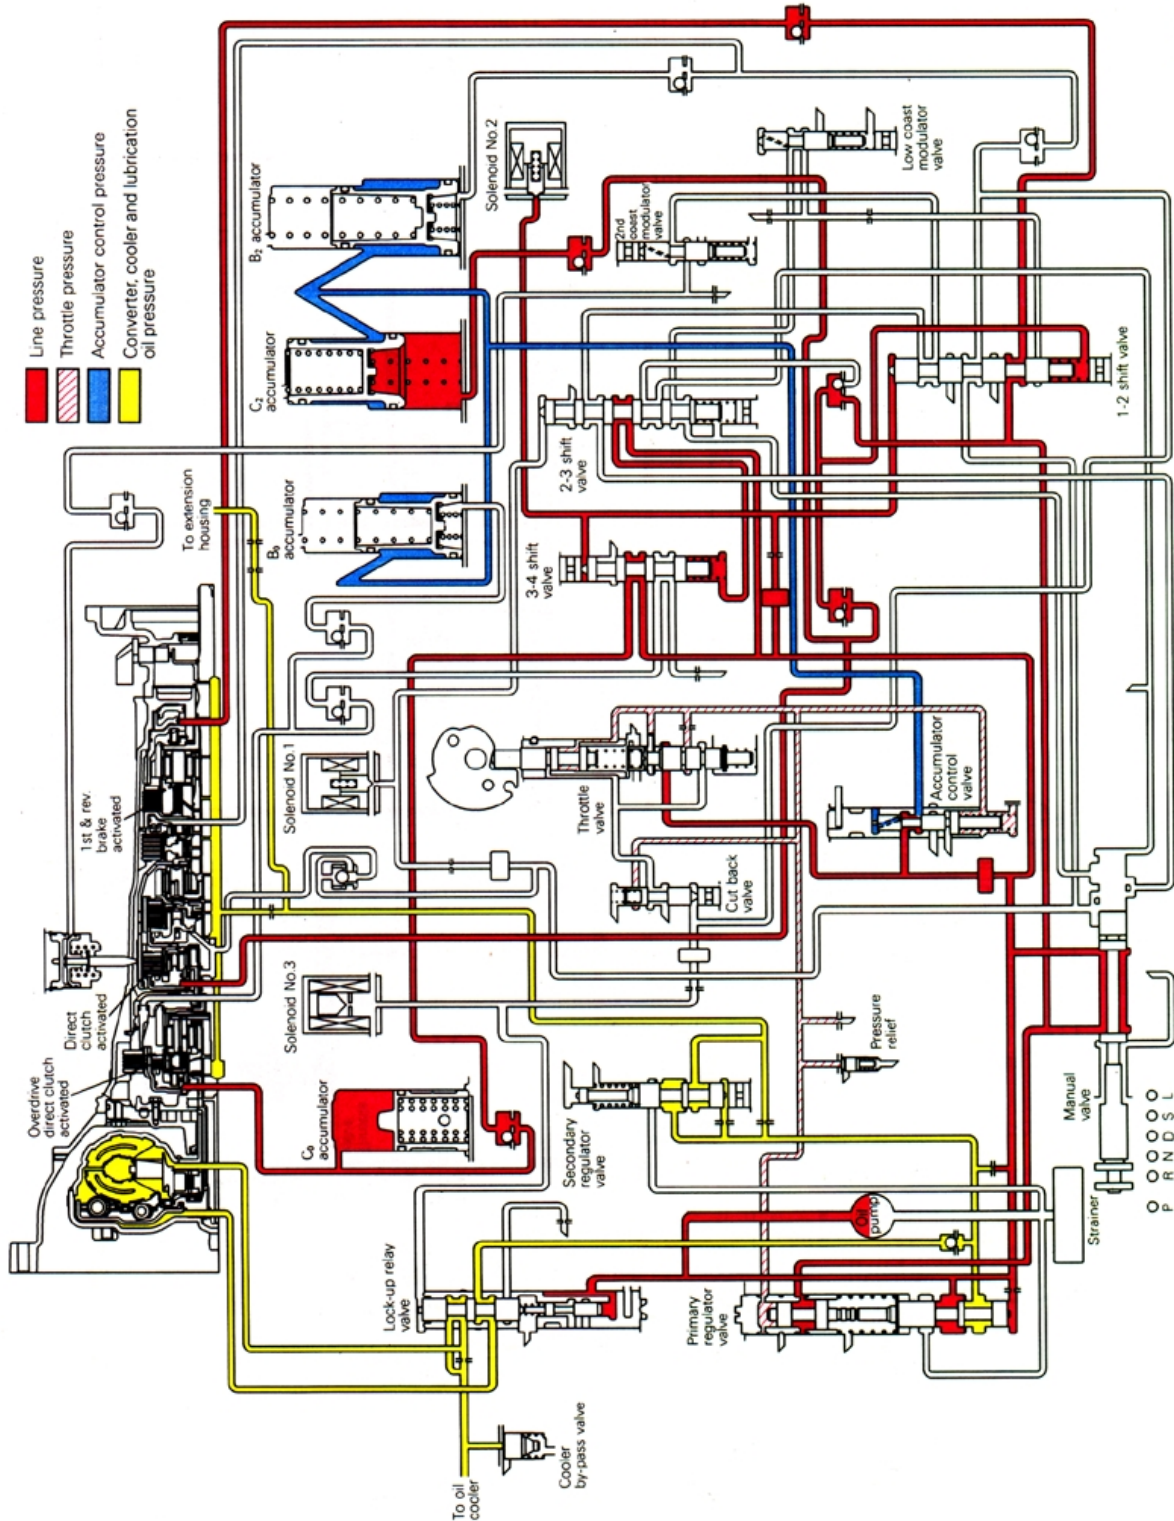 Line pressure
Throttle pressure
Accumulator control pressure
Converter, cooler and lubrication
oil pressure
Overdrive
direct clutch
activated
Direct
clutch
activated
1st & rev.
brake
activated
To extension
housing
C₀
accumulator
Solenoid No.3
Solenoid No.1
B₀
accumulator
C₂
accumulator
B₂ accumulator
Solenoid No.2
To oil
cooler
Cooler
by-pass valve
Lock-up relay
valve
Secondary
regulator
valve
Cut back
valve
Throttle
valve
3-4 shift
valve
2-3 shift
valve
2nd
coast
modulator
valve
Low coast
modulator
valve
Primary
regulator
valve
Oil
pump
Pressure
relief
Accumulator
control
valve
1-2 shift valve
Strainer
Manual
valve
P R N D S L